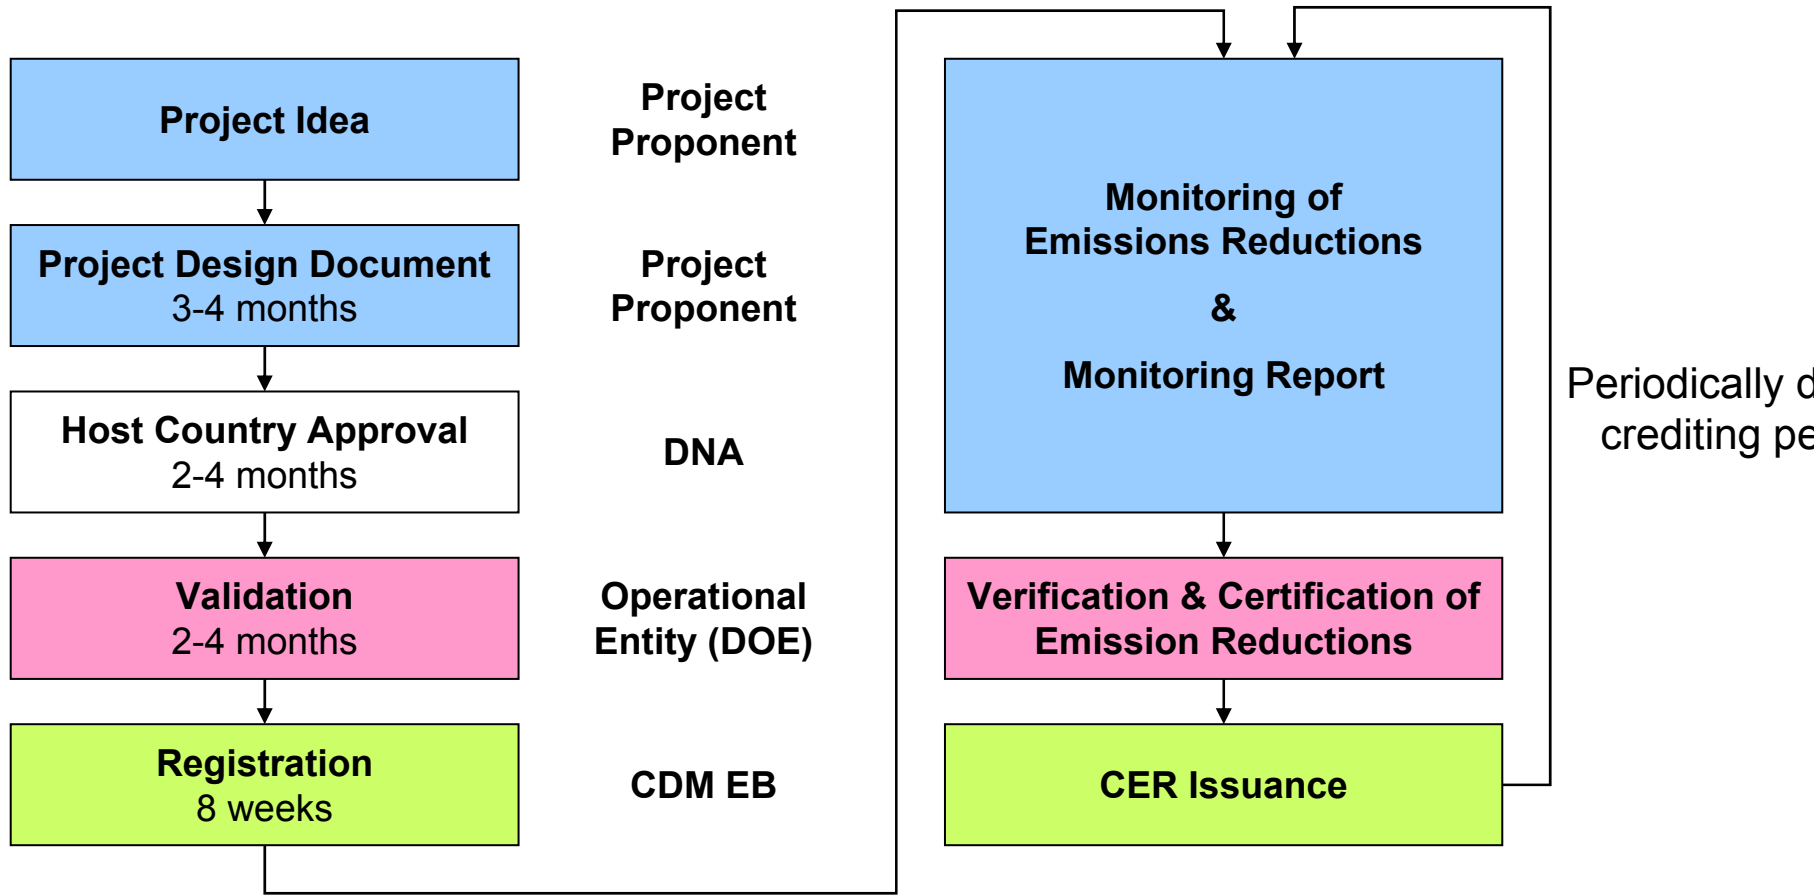 Project Idea
Project
Proponent
Project Design Document
3-4 months
Project
Proponent
Host Country Approval
2-4 months
DNA
Validation
2-4 months
Operational
Entity (DOE)
Registration
8 weeks
CDM EB
Monitoring of
Emissions Reductions
&
Monitoring Report
Verification & Certification of
Emission Reductions
CER Issuance
Periodically
crediting